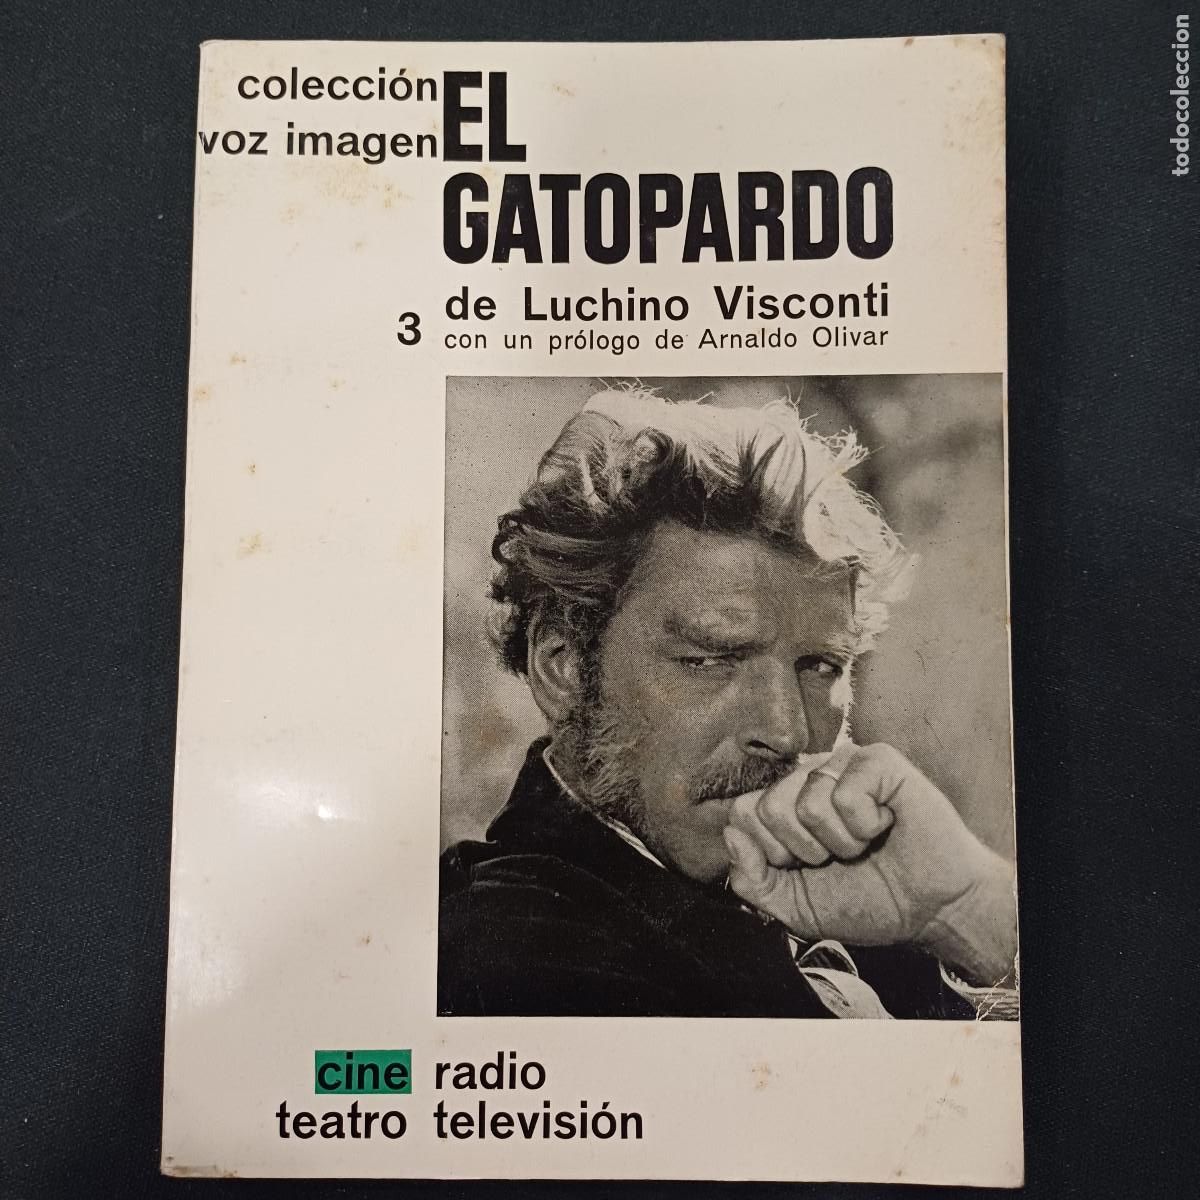 colección
voz imagen
EL
GATOPARDO
de Luchino Visconti
3 con un prólogo de Arnaldo Olivar
cine radio
teatro televisión
todocoleccion